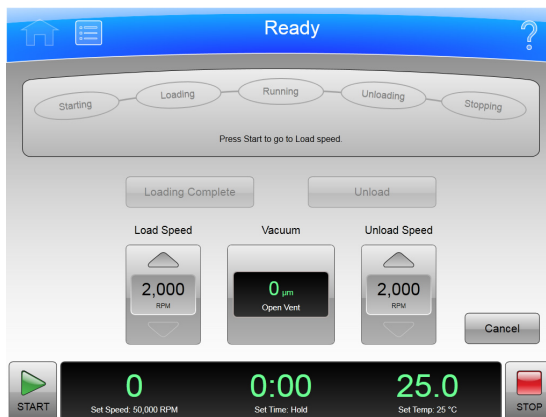 Ready
?
Starting
Loading
Running
Unloading
Stopping
Press Start to go to Load speed.
Loading Complete
Unload
Load Speed
Vacuum
Unload Speed
2,000
RPM
0 µm
Open Vent
2,000
RPM
Cancel
START
0
Set Speed: 50,000 RPM
0:00
Set Time: Hold
25.0
Set Temp: 25 °C
STOP